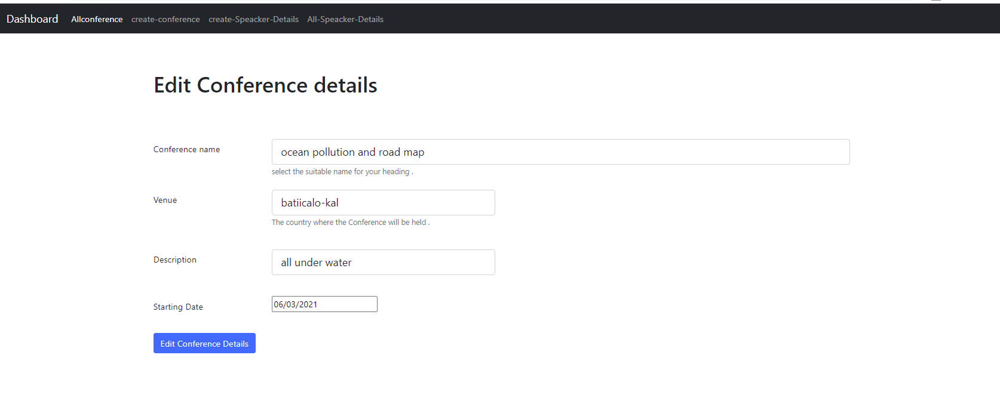 Dashboard Allconference create-conference create-Speacker-Details All-Speacker-Details
Edit Conference details
Conference name ocean pollution and road map
select the suitable name for your heading .
Venue batiicalo-kal
The country where the Conference will be held .
Description all under water
Starting Date 06/03/2021
Edit Conference Details